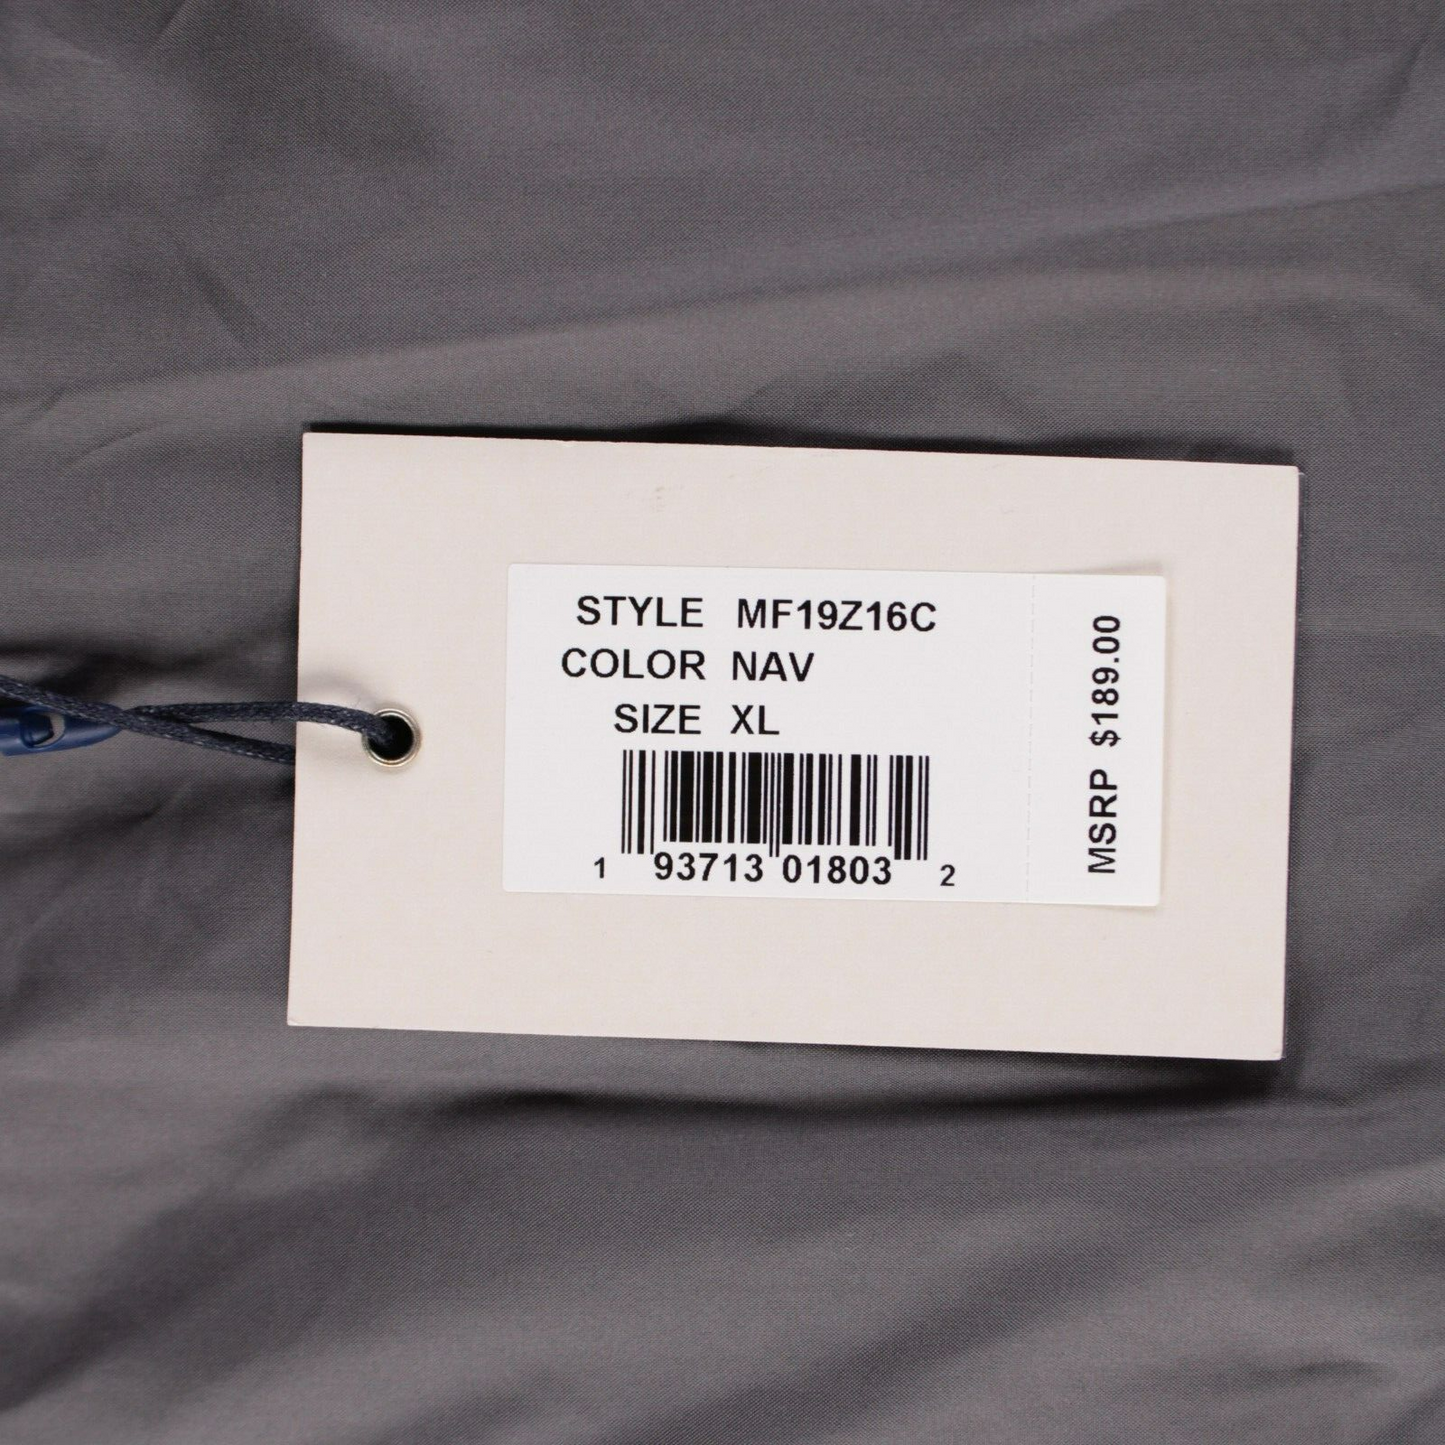 STYLE MF19Z16C
COLOR NAV
SIZE XL
1 93713 01803 2
MSRP $189.00